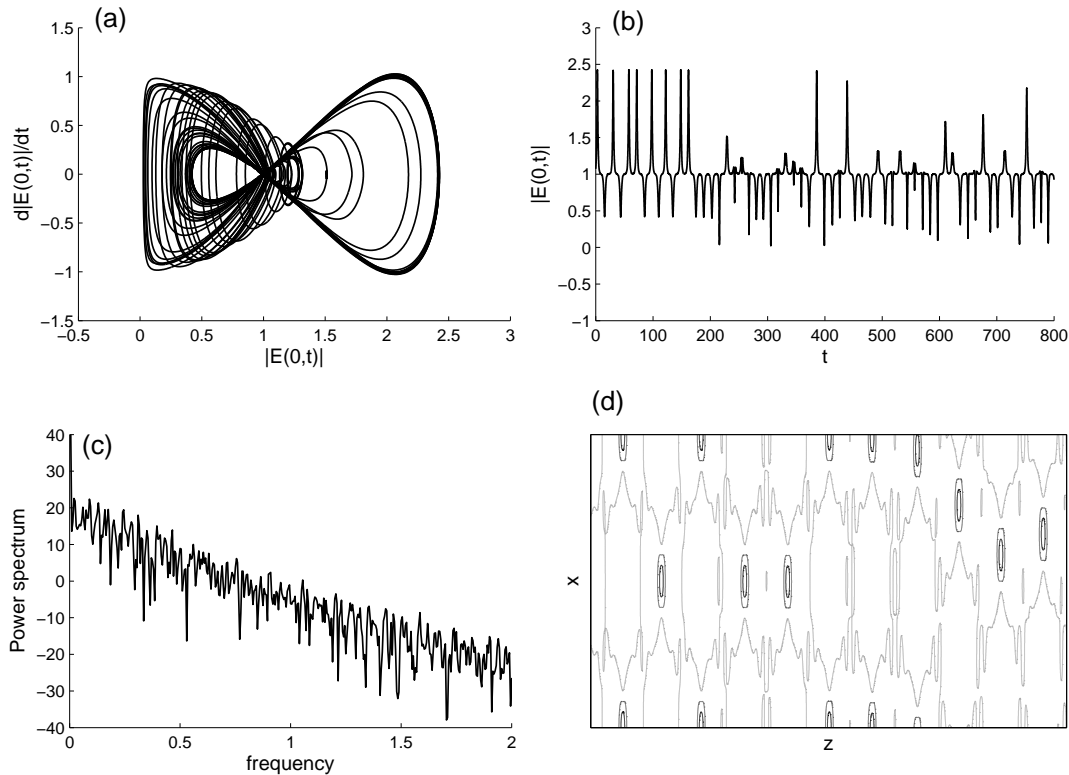 (a)
1.5
1
0.5
0
−0.5
−1
−1.5
−0.5 0 0.5 1 1.5 2 2.5 3
d|E(0,t)|/dt
|E(0,t)|
(b)
3
2.5
2
1.5
1
0.5
0
−0.5
−1
0 100 200 300 400 500 600 700 800
|E(0,t)|
t
(c)
40
30
20
10
0
−10
−20
−30
−40
0 0.5 1 1.5 2
Power spectrum
frequency
(d)
x
z